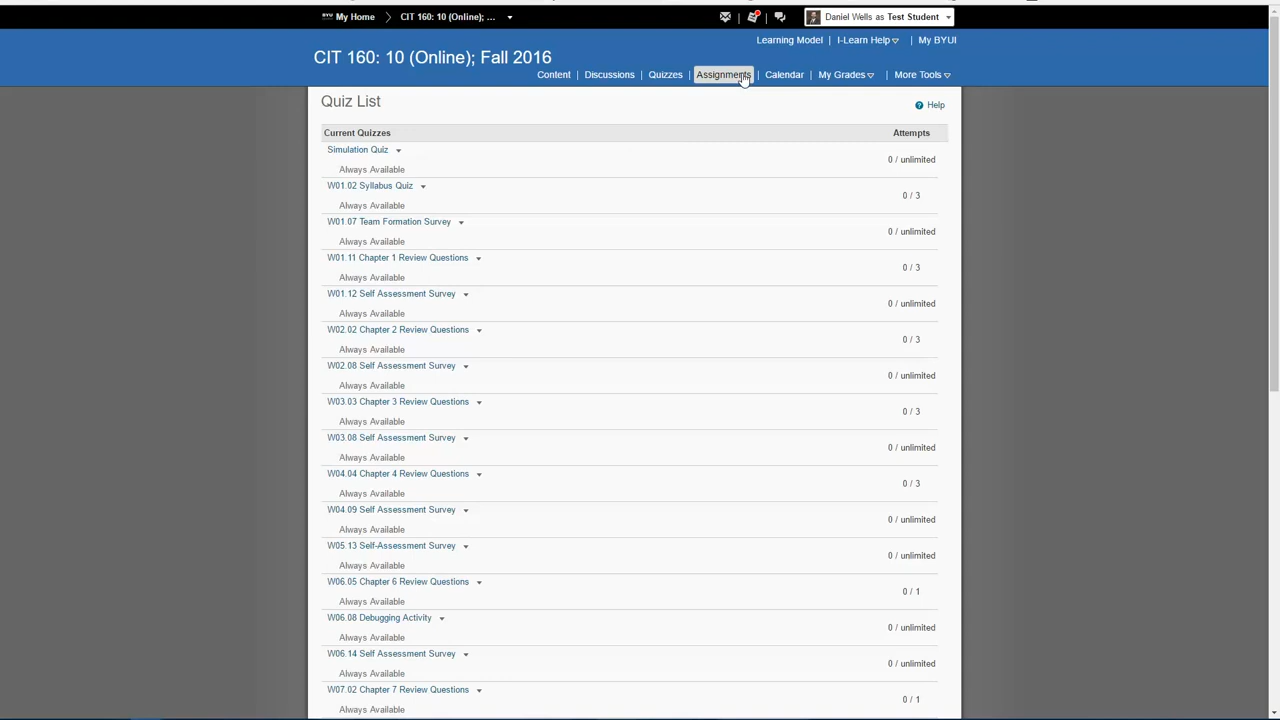 BYUI My Home CIT 160: 10 (Online); ... Daniel Wells as Test Student
Learning Model I-Learn Help My BYUI
CIT 160: 10 (Online); Fall 2016
Content Discussions Quizzes Assignments Calendar My Grades More Tools
Quiz List
Help
Current Quizzes Attempts
Simulation Quiz
0 / unlimited
Always Available
W01.02 Syllabus Quiz
0 / 3
Always Available
W01.07 Team Formation Survey
0 / unlimited
Always Available
W01.11 Chapter 1 Review Questions
0 / 3
Always Available
W01.12 Self Assessment Survey
0 / unlimited
Always Available
W02.02 Chapter 2 Review Questions
0 / 3
Always Available
W02.08 Self Assessment Survey
0 / unlimited
Always Available
W03.03 Chapter 3 Review Questions
0 / 3
Always Available
W03.08 Self Assessment Survey
0 / unlimited
Always Available
W04.04 Chapter 4 Review Questions
0 / 3
Always Available
W04.09 Self Assessment Survey
0 / unlimited
Always Available
W05.13 Self-Assessment Survey
0 / unlimited
Always Available
W06.05 Chapter 6 Review Questions
0 / 1
Always Available
W06.08 Debugging Activity
0 / unlimited
Always Available
W06.14 Self Assessment Survey
0 / unlimited
Always Available
W07.02 Chapter 7 Review Questions
0 / 1
Always Available